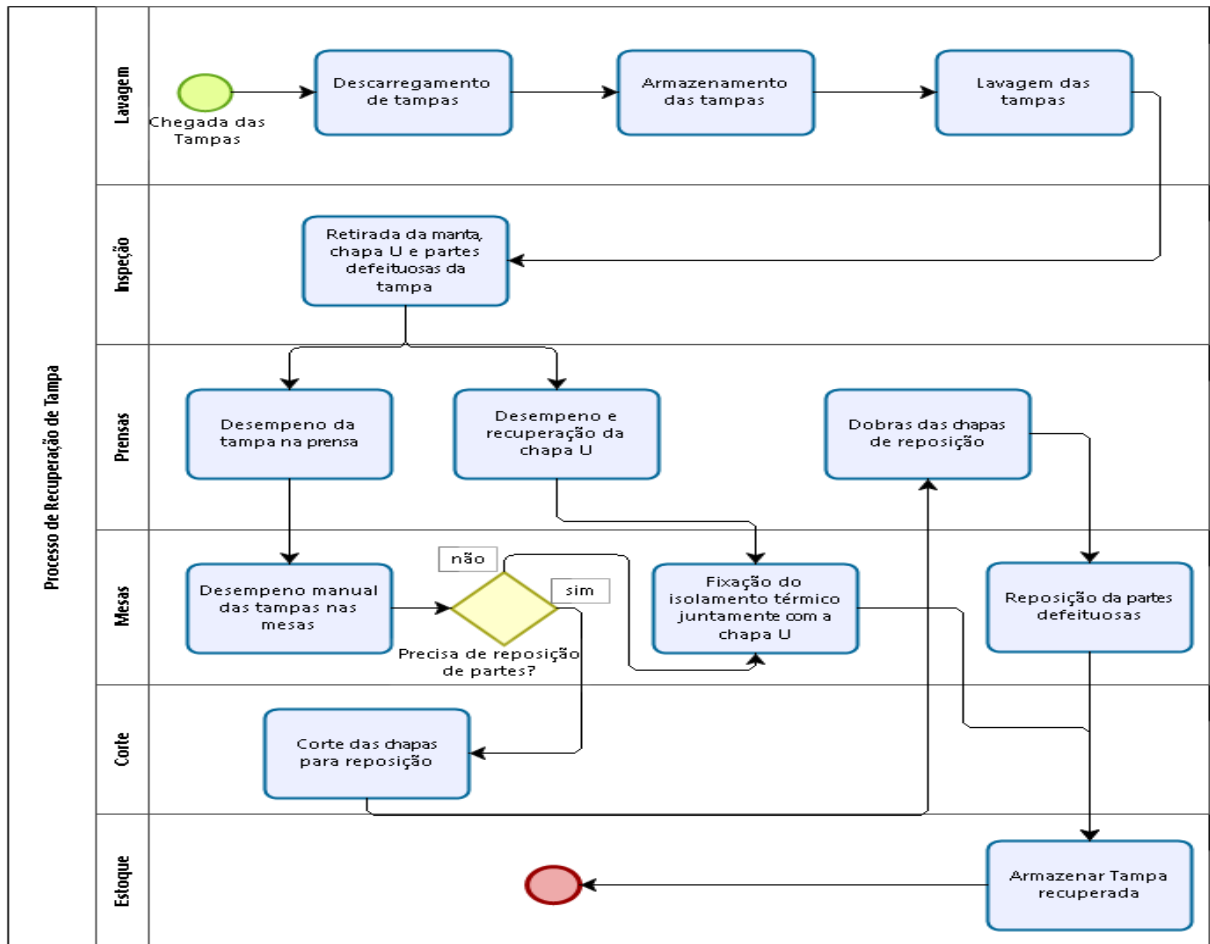 Processo de Recuperação de Tampa
Lavagem
Chegada das
Tampas
Descarregamento
de tampas
Armazenamento
das tampas
Lavagem das
tampas
Inspeção
Retirada da manta,
chapa U e partes
defeituosas da
tampa
Prensas
Desempeno da
tampa na prensa
Desempeno e
recuperação da
chapa U
Dobras das chapas
de reposição
Mesas
Desempeno manual
das tampas nas
mesas
não
sim
Precisa de reposição
de partes?
Fixação do
isolamento térmico
juntamente com a
chapa U
Reposição da partes
defeituosas
Corte
Corte das chapas
para reposição
Estoque
Armazenar Tampa
recuperada